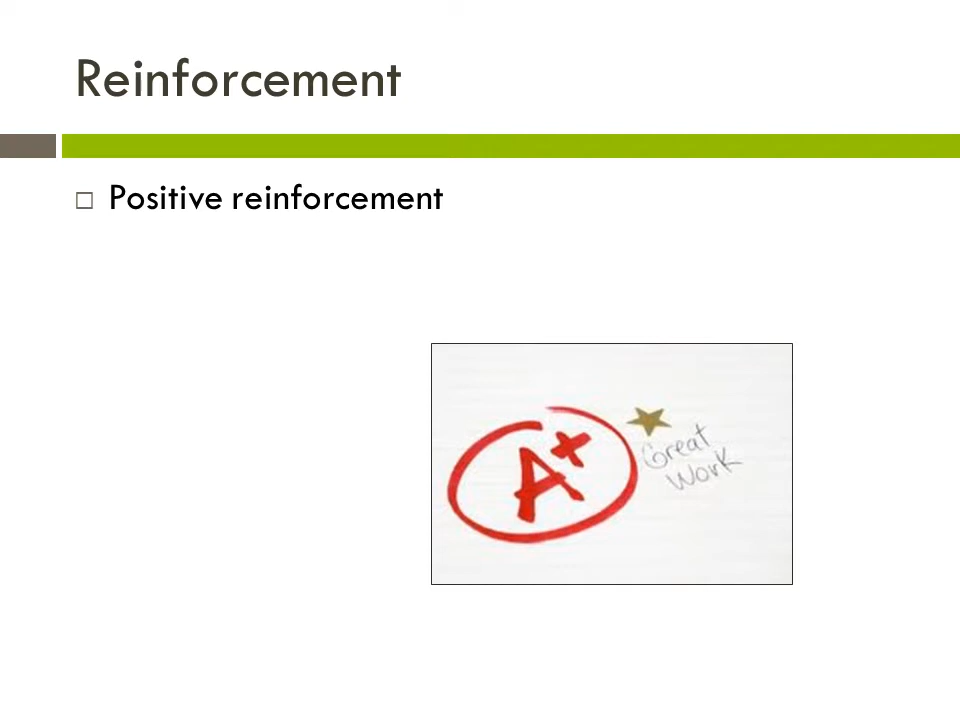 Reinforcement
Positive reinforcement
A+
Great
Work